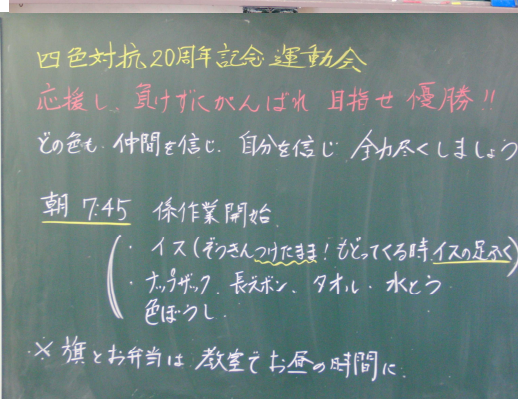 四色対抗20周年記念 運動会
応援し、負けずにがんばれ 目指せ 優勝!!
どの色も 仲間を信じ、自分を信じ 全力尽くしましょう
朝 7:45 係作業開始
・イス(ぞうきんつけたまま!もどってくる時イスの足ふく)
・ナップザック、長ズボン、タオル・水とう
色ぼうし
※ 旗とお弁当は 教室でお昼の時間に